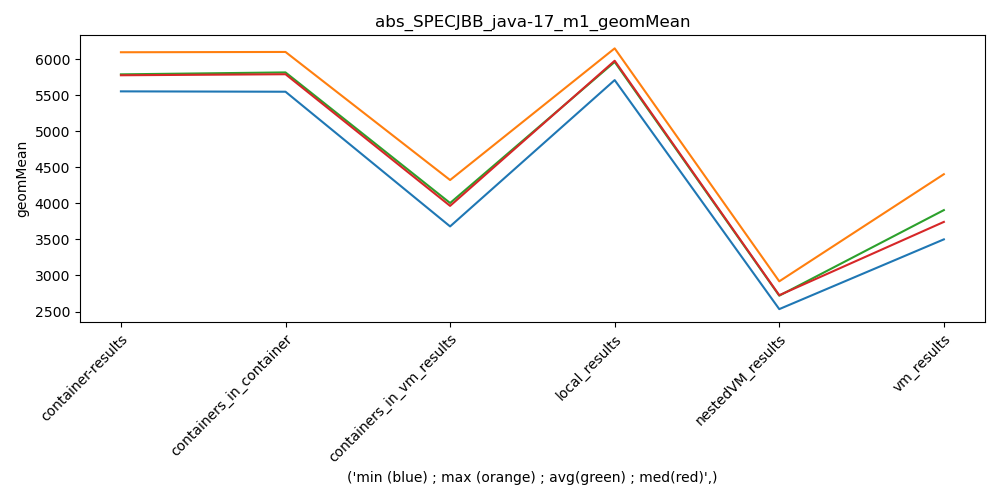 abs_SPECJBB_java-17_m1_geomMean
geomMean
6000
5500
5000
4500
4000
3500
3000
2500
container-results
containers_in_container
containers_in_vm_results
local_results
nestedVM_results
vm_results
('min (blue) ; max (orange) ; avg(green) ; med(red)',)